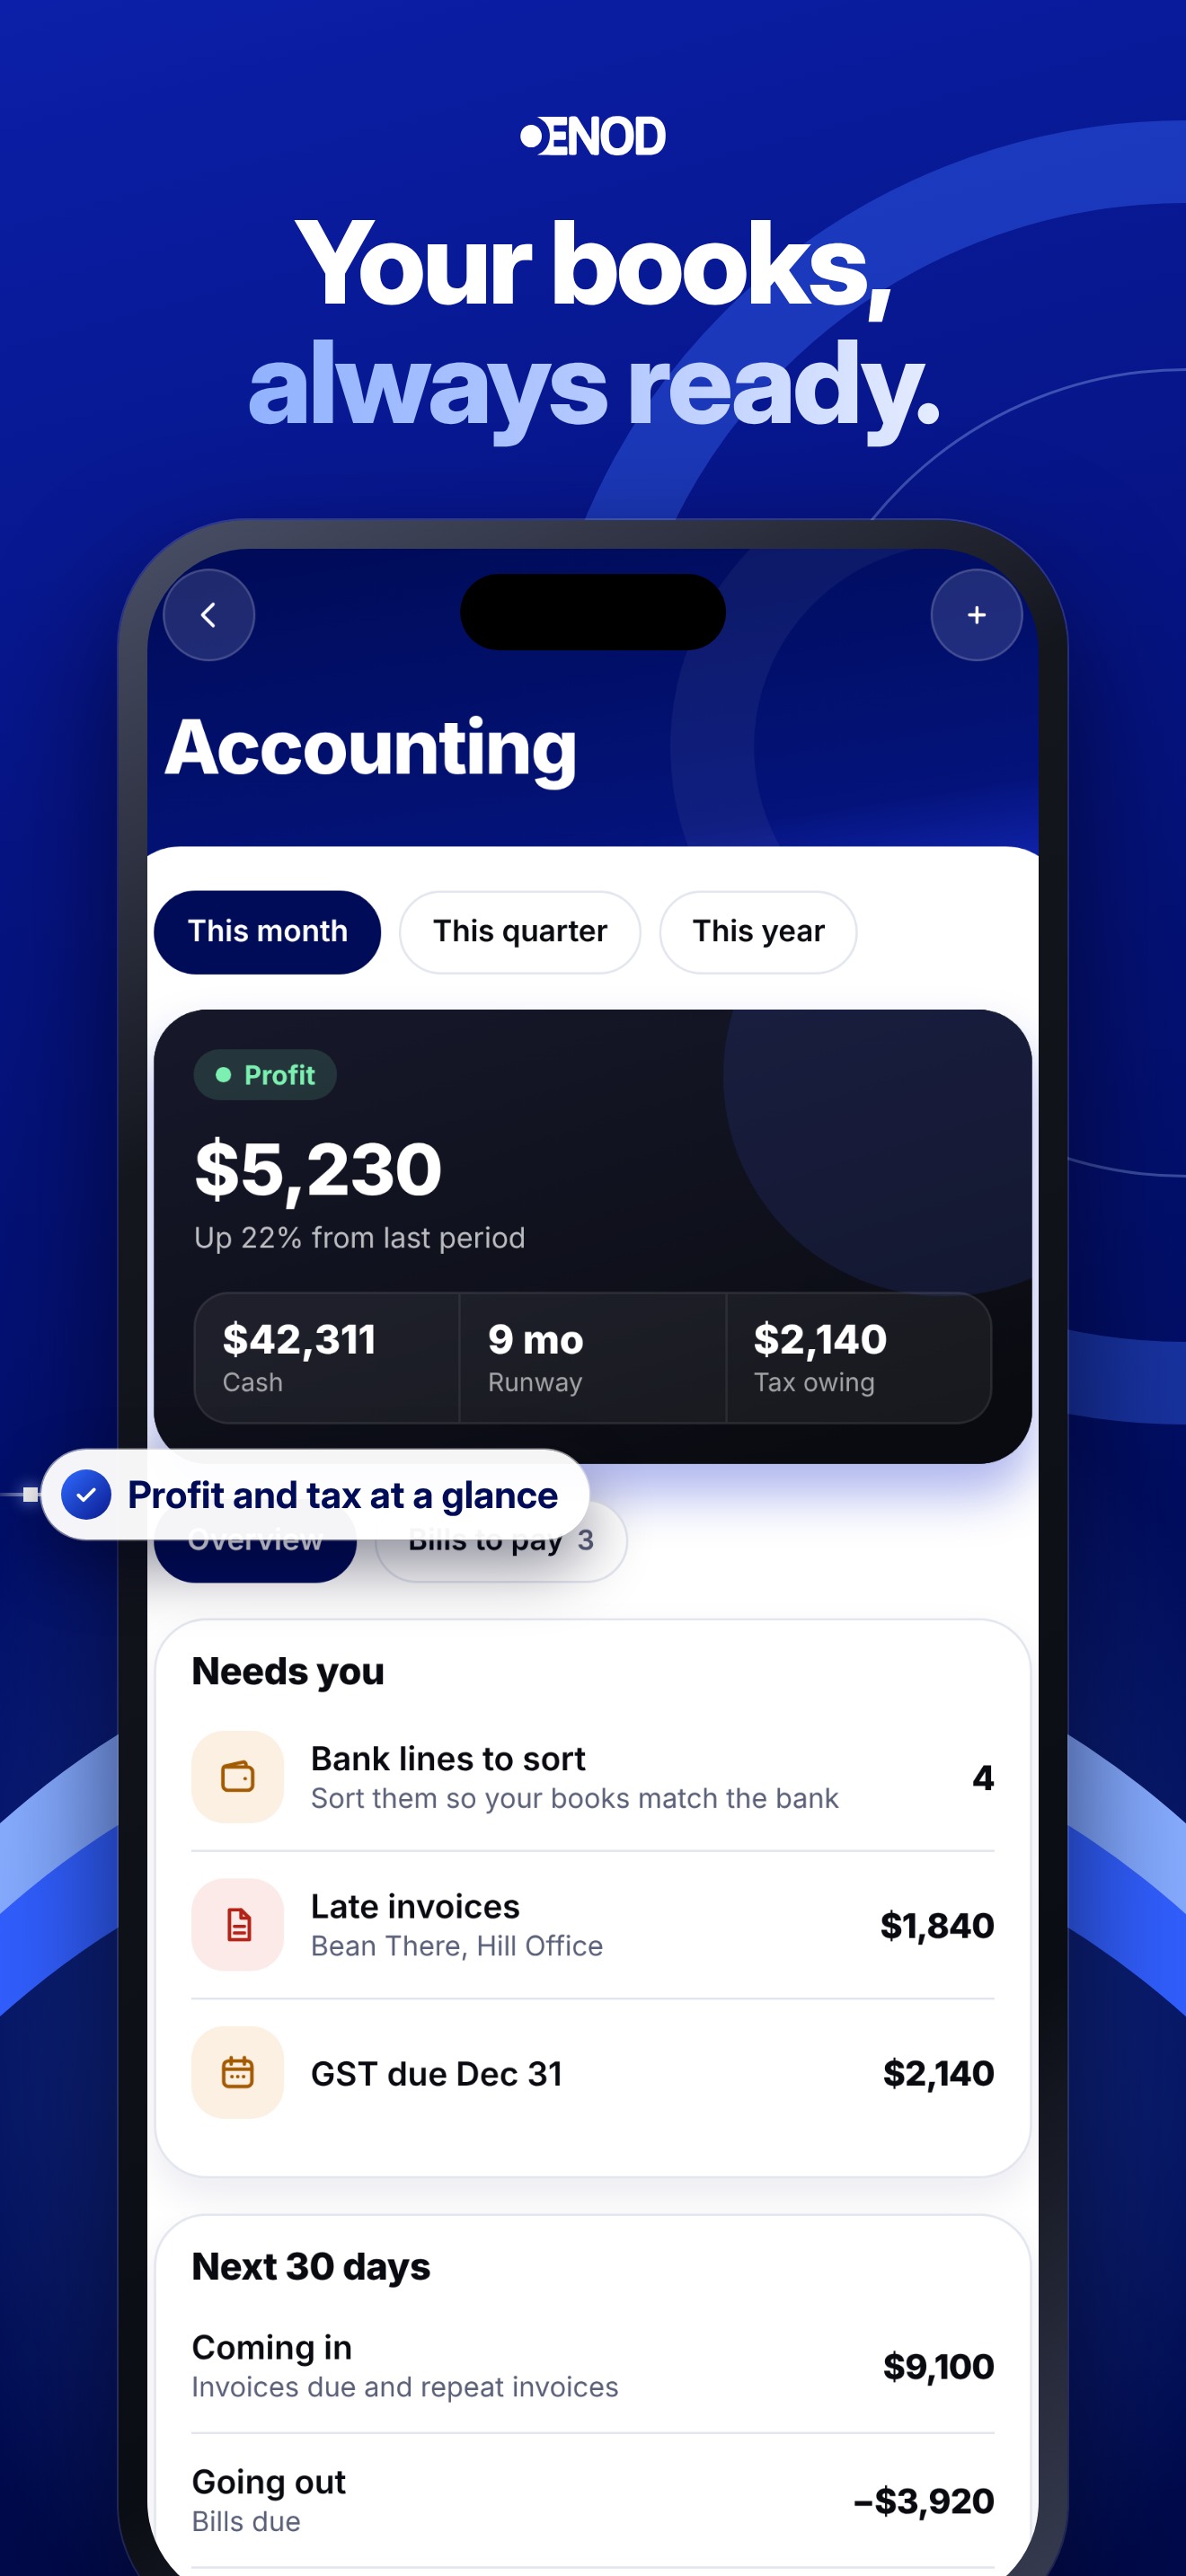 ENOD
Your books,
always ready.
Accounting
This month
This quarter
This year
Profit
$5,230
Up 22% from last period
$42,311
9 mo
$2,140
Cash
Runway
Tax owing
Profit and tax at a glance
Overview
Bills to pay 3
Needs you
Bank lines to sort
4
Sort them so your books match the bank
Late invoices
$1,840
Bean There, Hill Office
GST due Dec 31
$2,140
Next 30 days
Coming in
$9,100
Invoices due and repeat invoices
Going out
–$3,920
Bills due